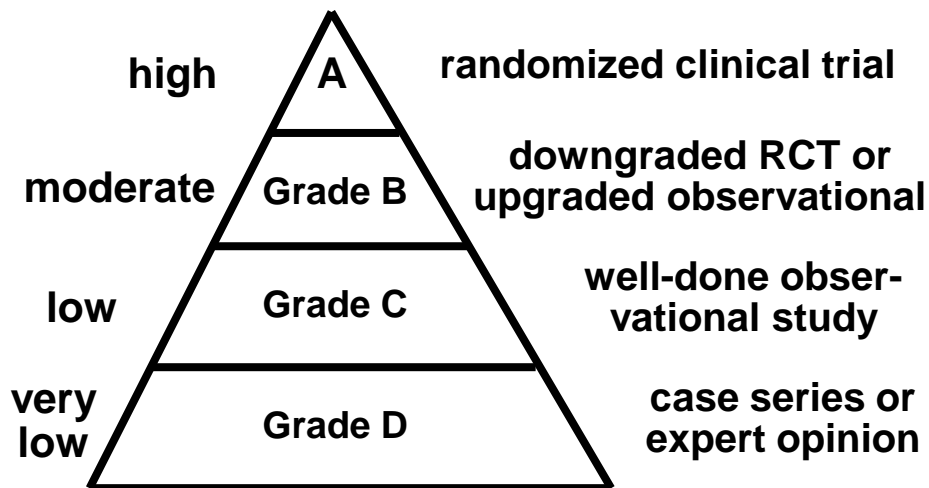 high
A
randomized clinical trial
moderate
Grade B
downgraded RCT or
upgraded observational
low
Grade C
well-done obser-
vational study
very
low
Grade D
case series or
expert opinion